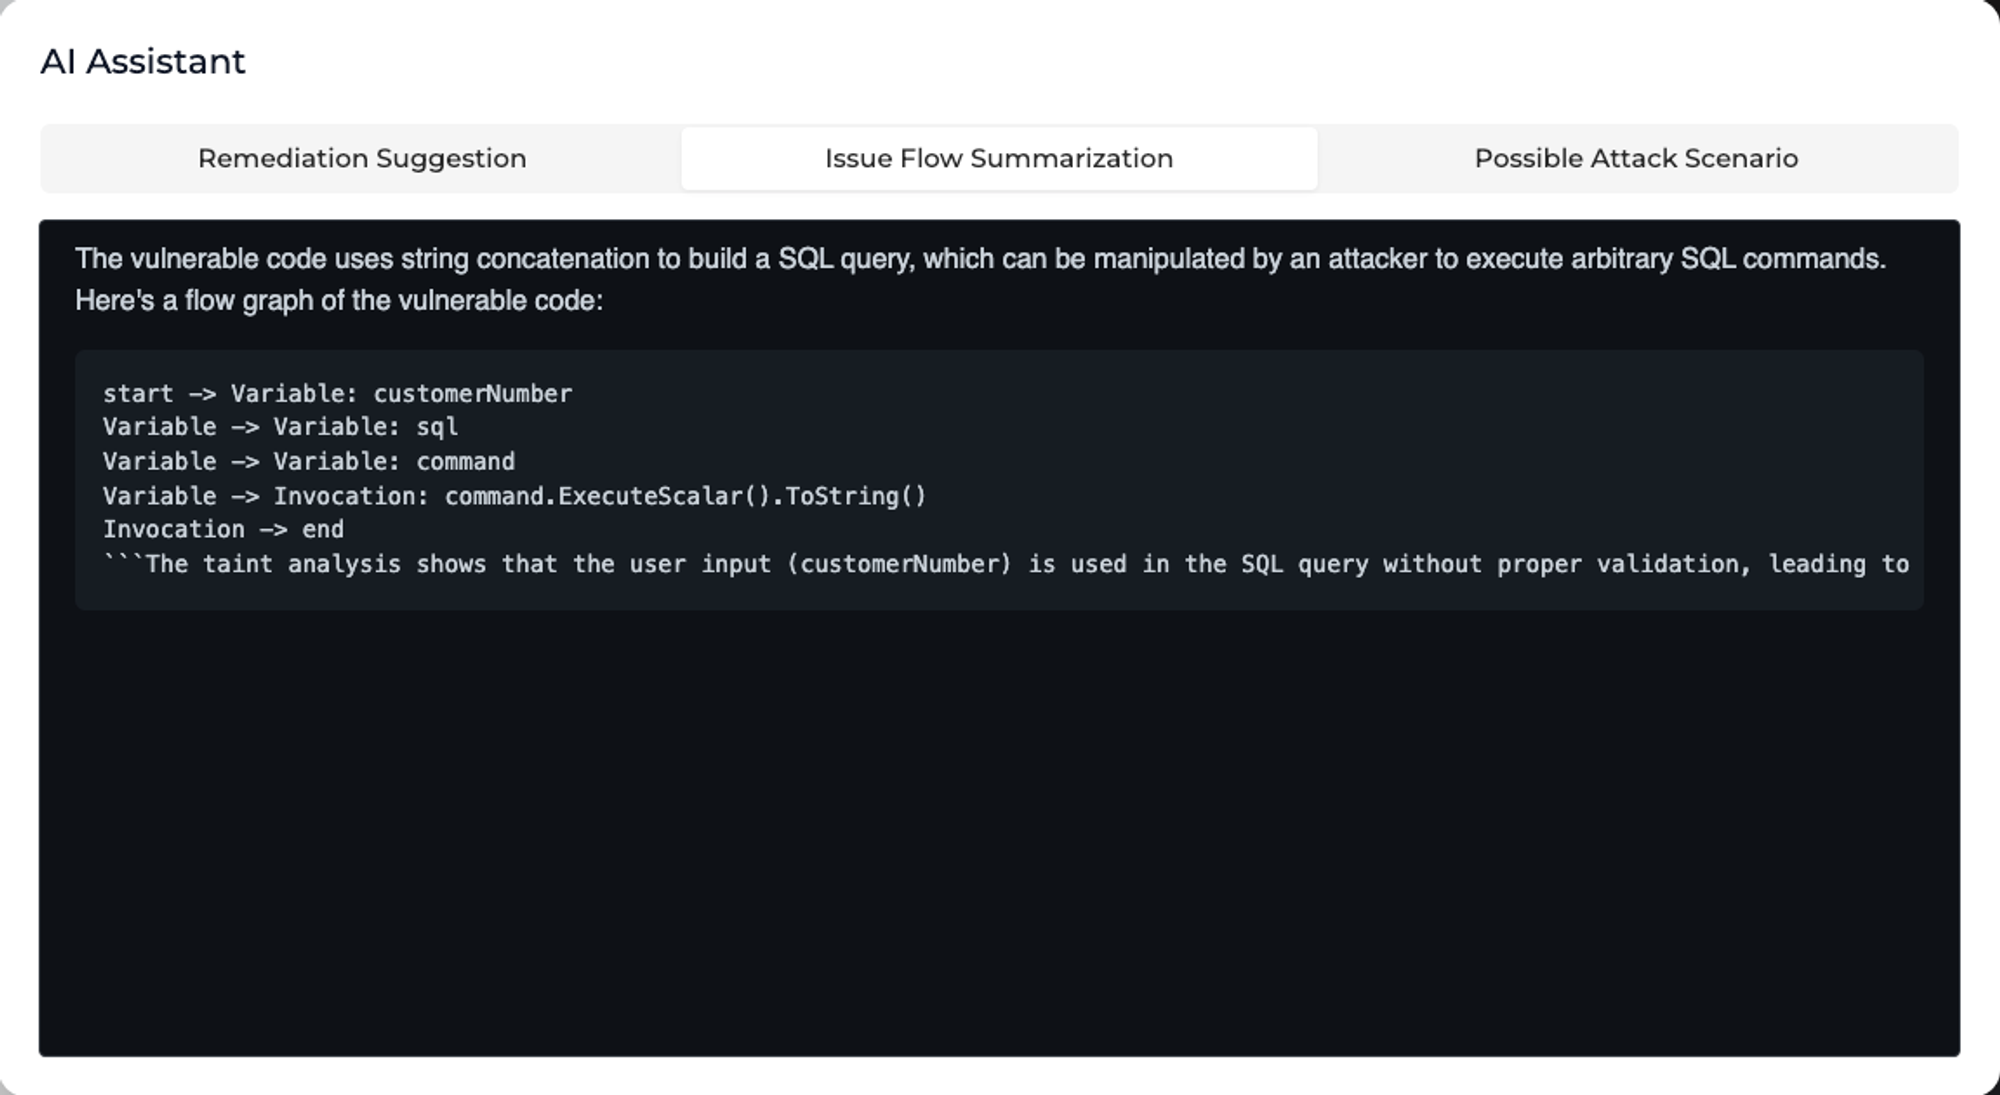 AI Assistant
Remediation Suggestion
Issue Flow Summarization
Possible Attack Scenario
The vulnerable code uses string concatenation to build a SQL query, which can be manipulated by an attacker to execute arbitrary SQL commands.
Here's a flow graph of the vulnerable code:
start -> Variable: customerNumber
Variable -> Variable: sql
Variable -> Variable: command
Variable -> Invocation: command.ExecuteScalar().ToString()
Invocation -> end
```The taint analysis shows that the user input (customerNumber) is used in the SQL query without proper validation, leading to